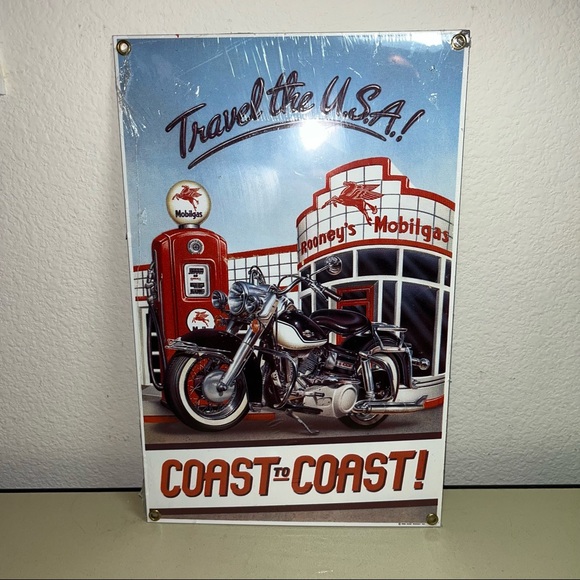 Travel the U.S.A.!
Mobilgas
Rooney's Mobilgas
COAST TO COAST!